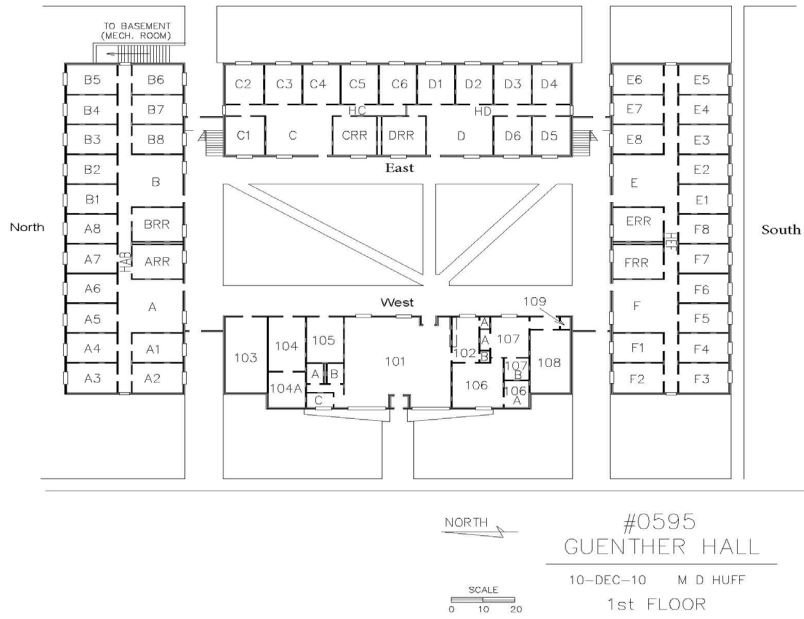 TO BASEMENT
(MECH. ROOM)
B5 B6 C2 C3 C4 C5 C6 D1 D2 D3 D4 E6 E5
B4 B7 HC HD E7 E4
B3 B8 C1 C CRR DRR D D6 D5 E8 E3
East
B2 B E E2
B1 E1
North A8 BRR ERR F8 South
A7 HAB ARR HEF FRR F7
A6 A F F6
West 109
A5 F5
103 104 105 101 102 A A B 107 108
A4 A1 F1 F4
A3 A2 104A A B C 106 107B 106A F2 F3
NORTH
#0595
GUENTHER HALL
10-DEC-10 M D HUFF
SCALE
0 10 20
1st FLOOR